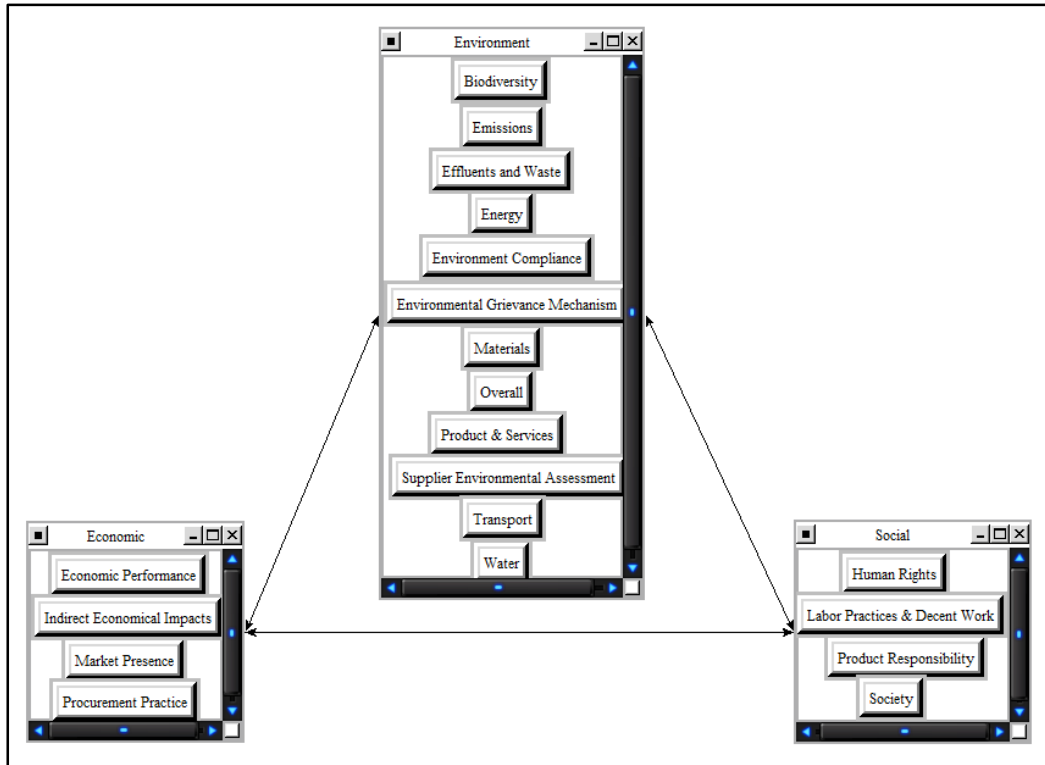 Environment
Biodiversity
Emissions
Effluents and Waste
Energy
Environment Compliance
Environmental Grievance Mechanism
Materials
Overall
Product & Services
Supplier Environmental Assessment
Transport
Water
Economic
Economic Performance
Indirect Economical Impacts
Market Presence
Procurement Practice
Social
Human Rights
Labor Practices & Decent Work
Product Responsibility
Society